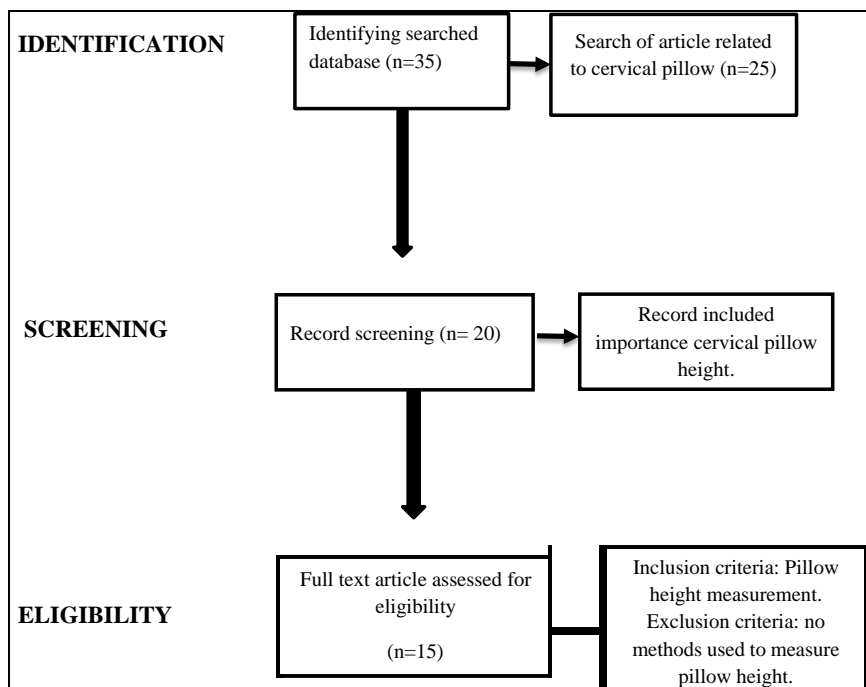 IDENTIFICATION
Identifying searched
database (n=35)
Search of article related
to cervical pillow (n=25)
SCREENING
Record screening (n= 20)
Record included
importance cervical pillow
height.
ELIGIBILITY
Full text article assessed for
eligibility
(n=15)
Inclusion criteria: Pillow
height measurement.
Exclusion criteria: no
methods used to measure
pillow height.